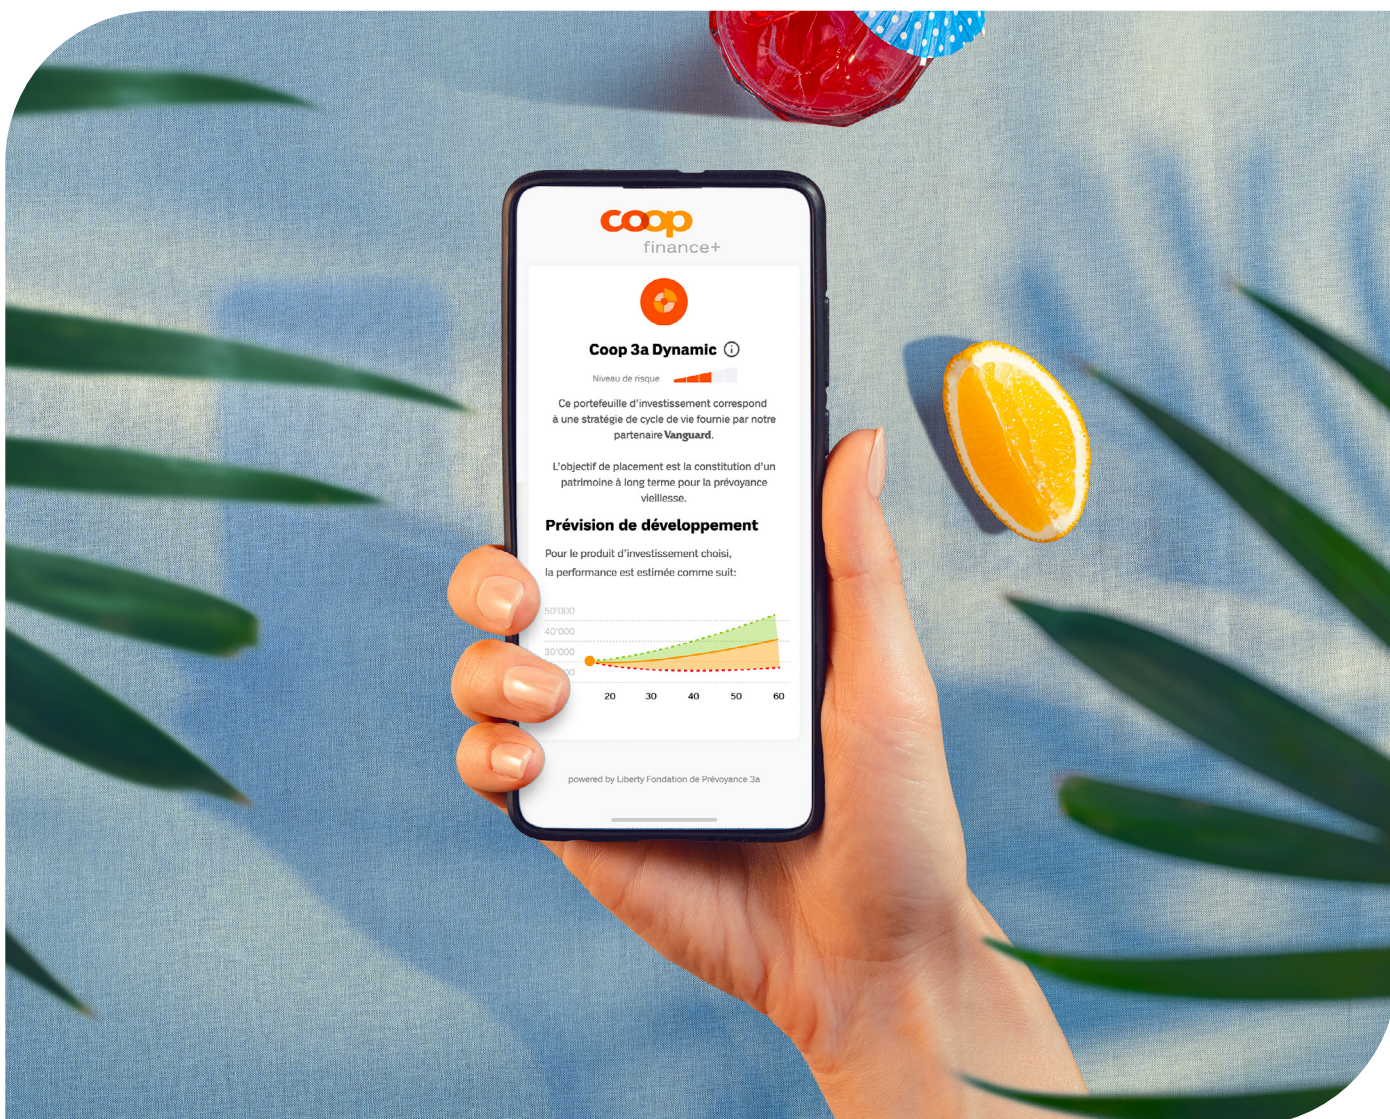 coop
finance+
Coop 3a Dynamic
Niveau de risque
Ce portefeuille d'investissement correspond
à une stratégie de cycle de vie fournie par notre
partenaire Vanguard.
L'objectif de placement est la constitution d'un
patrimoine à long terme pour la prévoyance
vieillesse.
Prévision de développement
Pour le produit d'investissement choisi,
la performance est estimée comme suit:
50'000
40'000
30'000
20 30 40 50 60
powered by Liberty Fondation de Prévoyance 3a